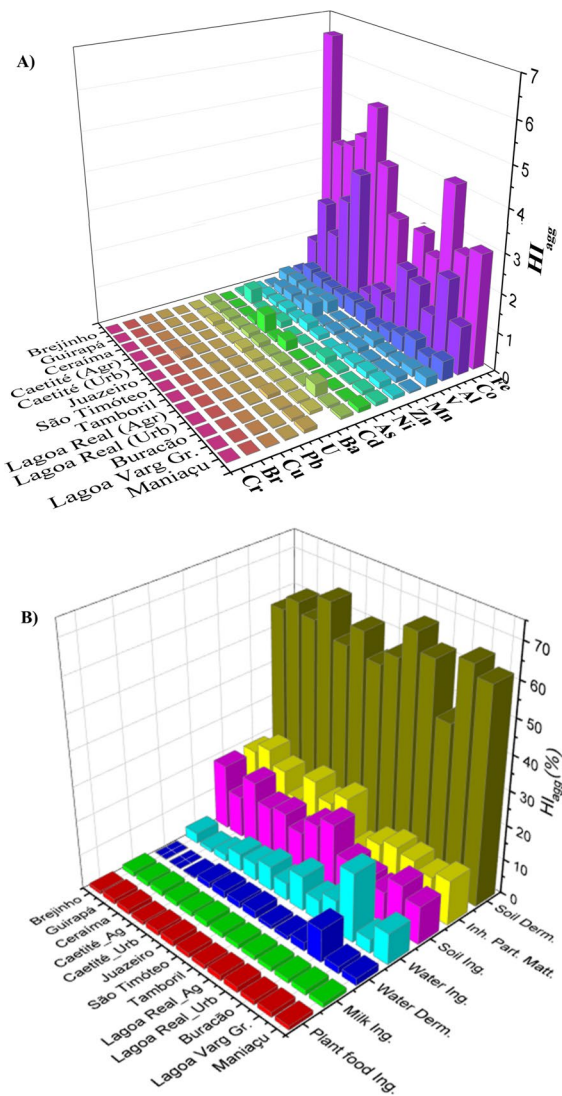 A)
7
6
5
4
3
2
1
0
HIagg
Brejinho
Guirapá
Ceraíma
Caetité (Agr)
Caetité (Urb)
Juazeiro
São Timóteo
Tamboril
Lagoa Real (Agr)
Lagoa Real (Urb)
Buracão
Lagoa Varg Gr.
Maniaçu
Cr
Br
Cu
Pb
U
Ba
Cd
As
Ni
Zn
Mn
V
Al
Co
Fe
B)
70
60
50
40
30
20
10
0
HIagg (%)
Brejinho
Guirapá
Ceraíma
Caetité_Ag
Caetité_Urb
Juazeiro
São Timóteo
Tamboril
Lagoa Real_Ag
Lagoa Real_Urb
Buracão
Lagoa Varg Gr.
Maniaçu
Plant food Ing.
Milk Ing.
Water Derm.
Water Ing.
Soil Ing.
Inh. Part. Matt.
Soil Derm.